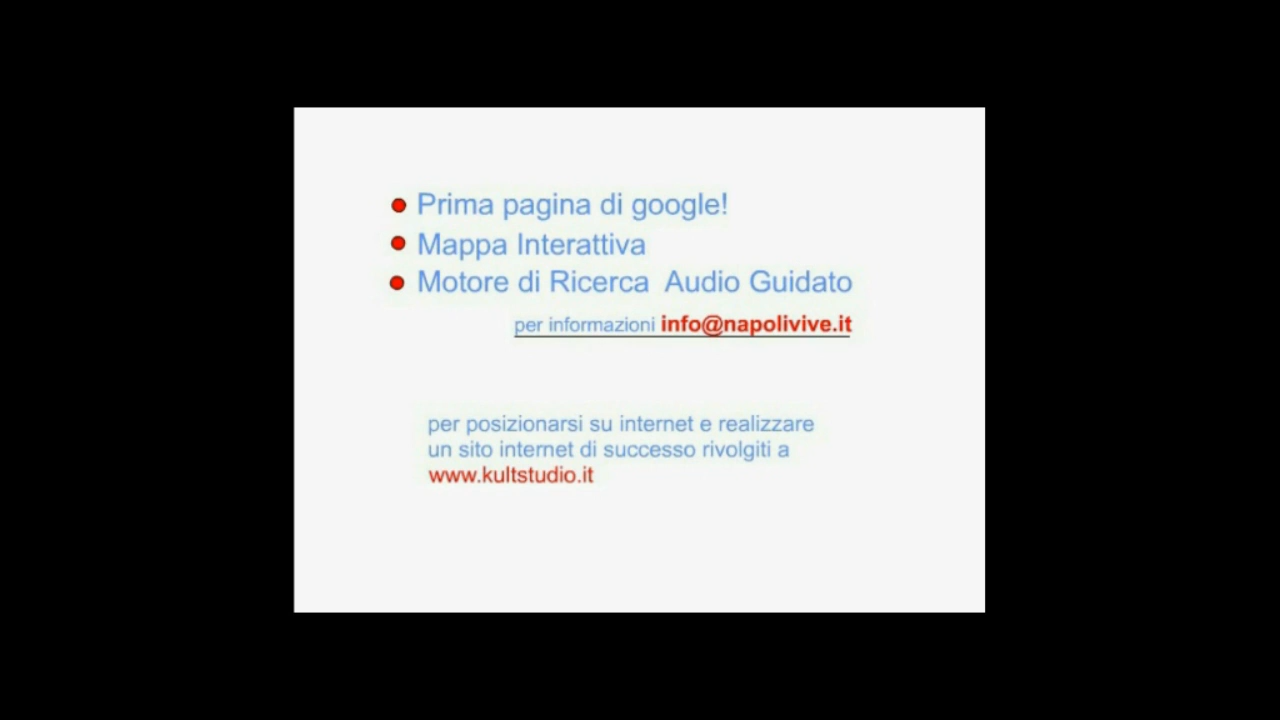 Prima pagina di google!
Mappa Interattiva
Motore di Ricerca Audio Guidato
per informazioni info@napolivive.it
per posizionarsi su internet e realizzare
un sito internet di successo rivolgiti a
www.kultstudio.it